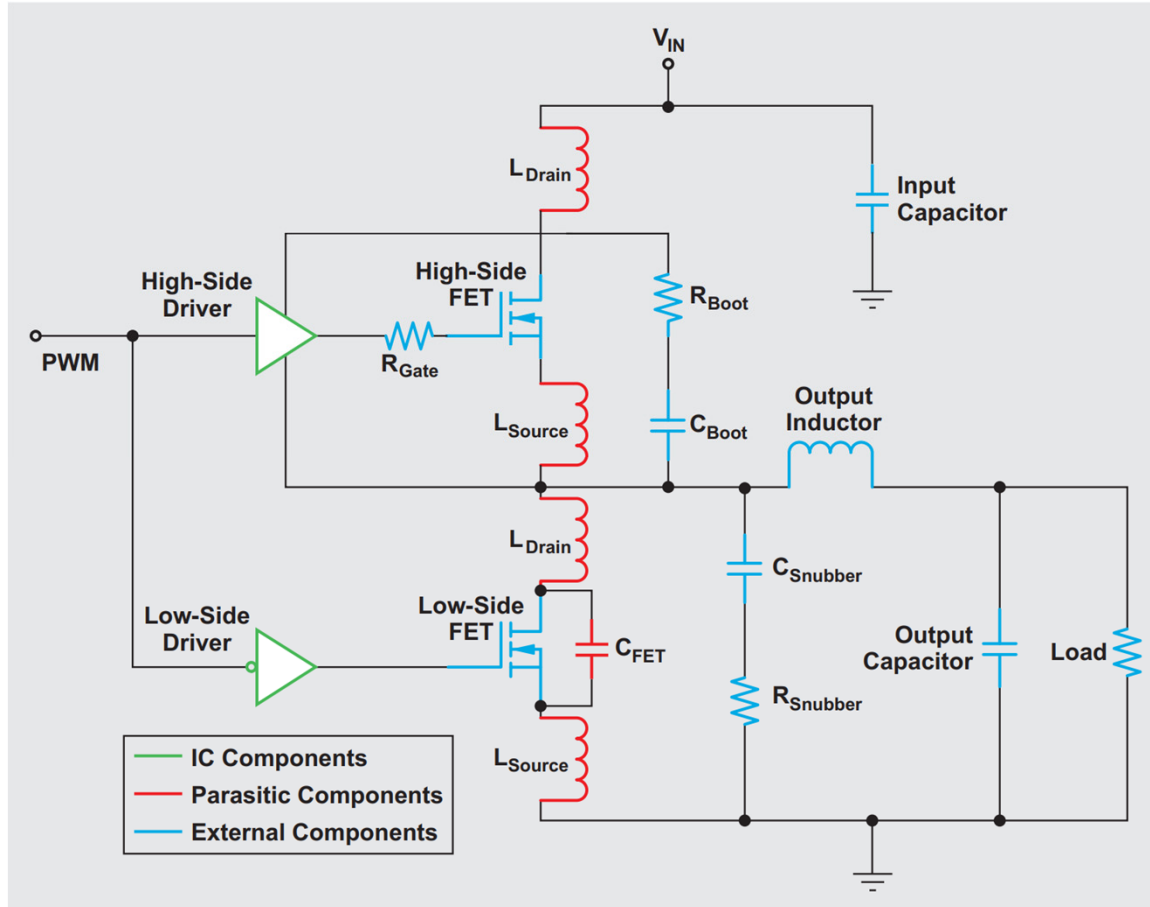 VIN
LDrain
Input
Capacitor
High-Side
Driver
High-Side
FET
RBoot
PWM
RGate
LSource
CBoot
Output
Inductor
LDrain
CSnubber
Low-Side
Driver
Low-Side
FET
CFET
Output
Capacitor
Load
RSnubber
LSource
IC Components
Parasitic Components
External Components